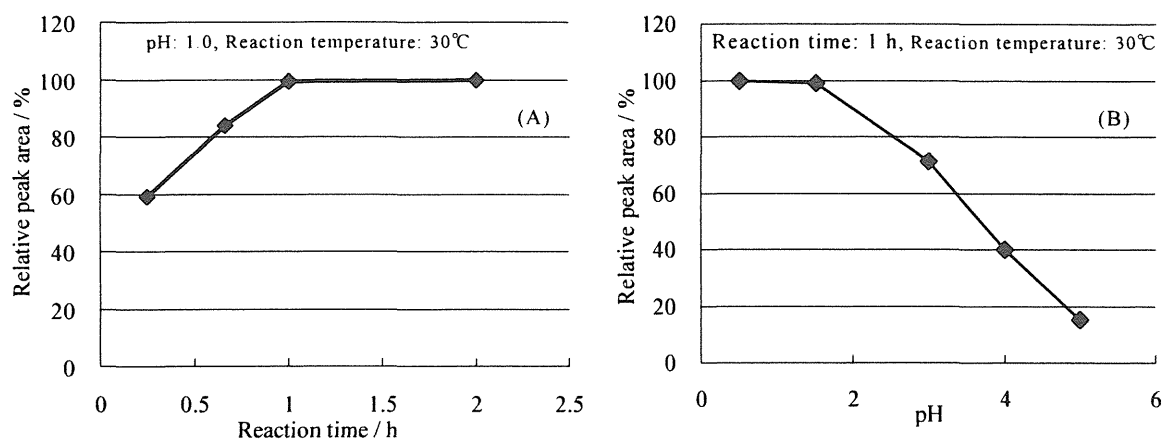 120
100
80
60
40
20
0
Relative peak area / %
pH: 1.0, Reaction temperature: 30℃
(A)
0 0.5 1 1.5 2 2.5
Reaction time / h
120
100
80
60
40
20
0
Relative peak area / %
Reaction time: 1 h, Reaction temperature: 30℃
(B)
0 2 4 6
pH